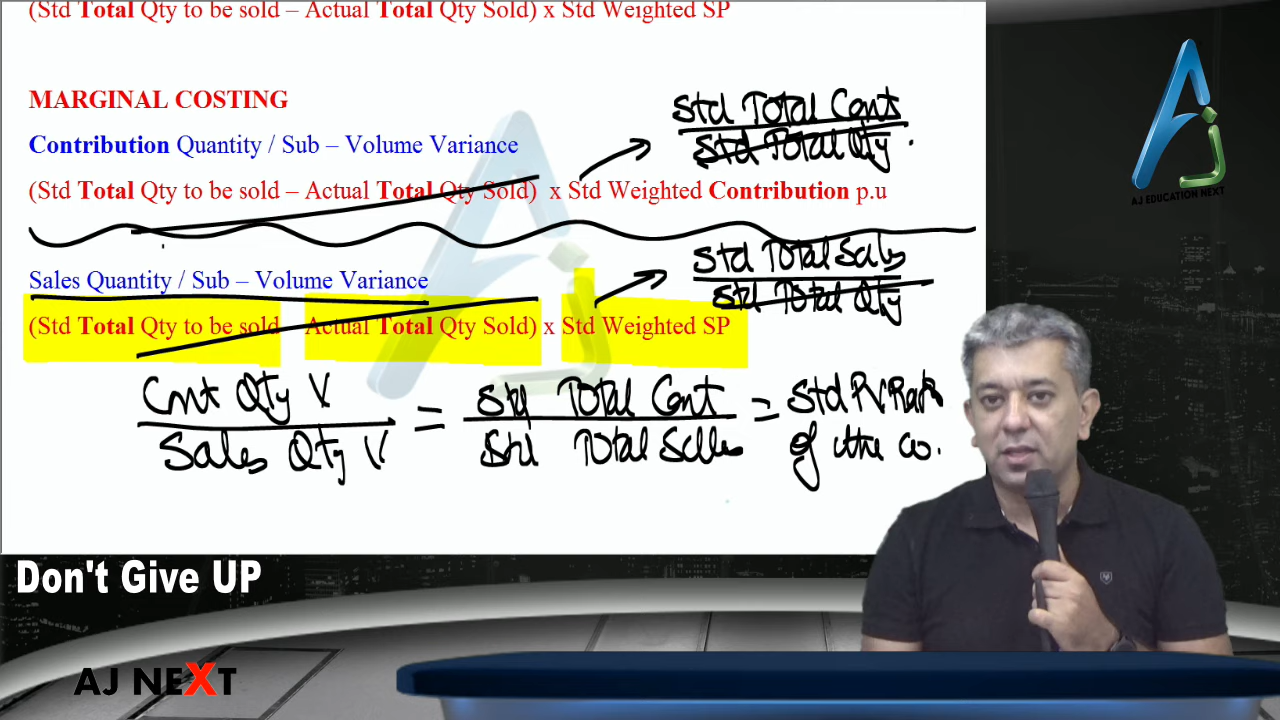 (Std Total Qty to be sold – Actual Total Qty Sold) x Std Weighted SP
MARGINAL COSTING
Std Total Cont
Std Total Qty
Contribution Quantity / Sub – Volume Variance
(Std Total Qty to be sold – Actual Total Qty Sold) x Std Weighted Contribution p.u
Std Total Sales
Std Total Qty
Sales Quantity / Sub – Volume Variance
(Std Total Qty to be sold – Actual Total Qty Sold) x Std Weighted SP
Cont Qty V
Sales Qty V
=
Std Total Cont
Std Total Sales
= Std PV Ratio
of the co.
AJ EDUCATION NEXT
Don't Give UP
AJ NEXT